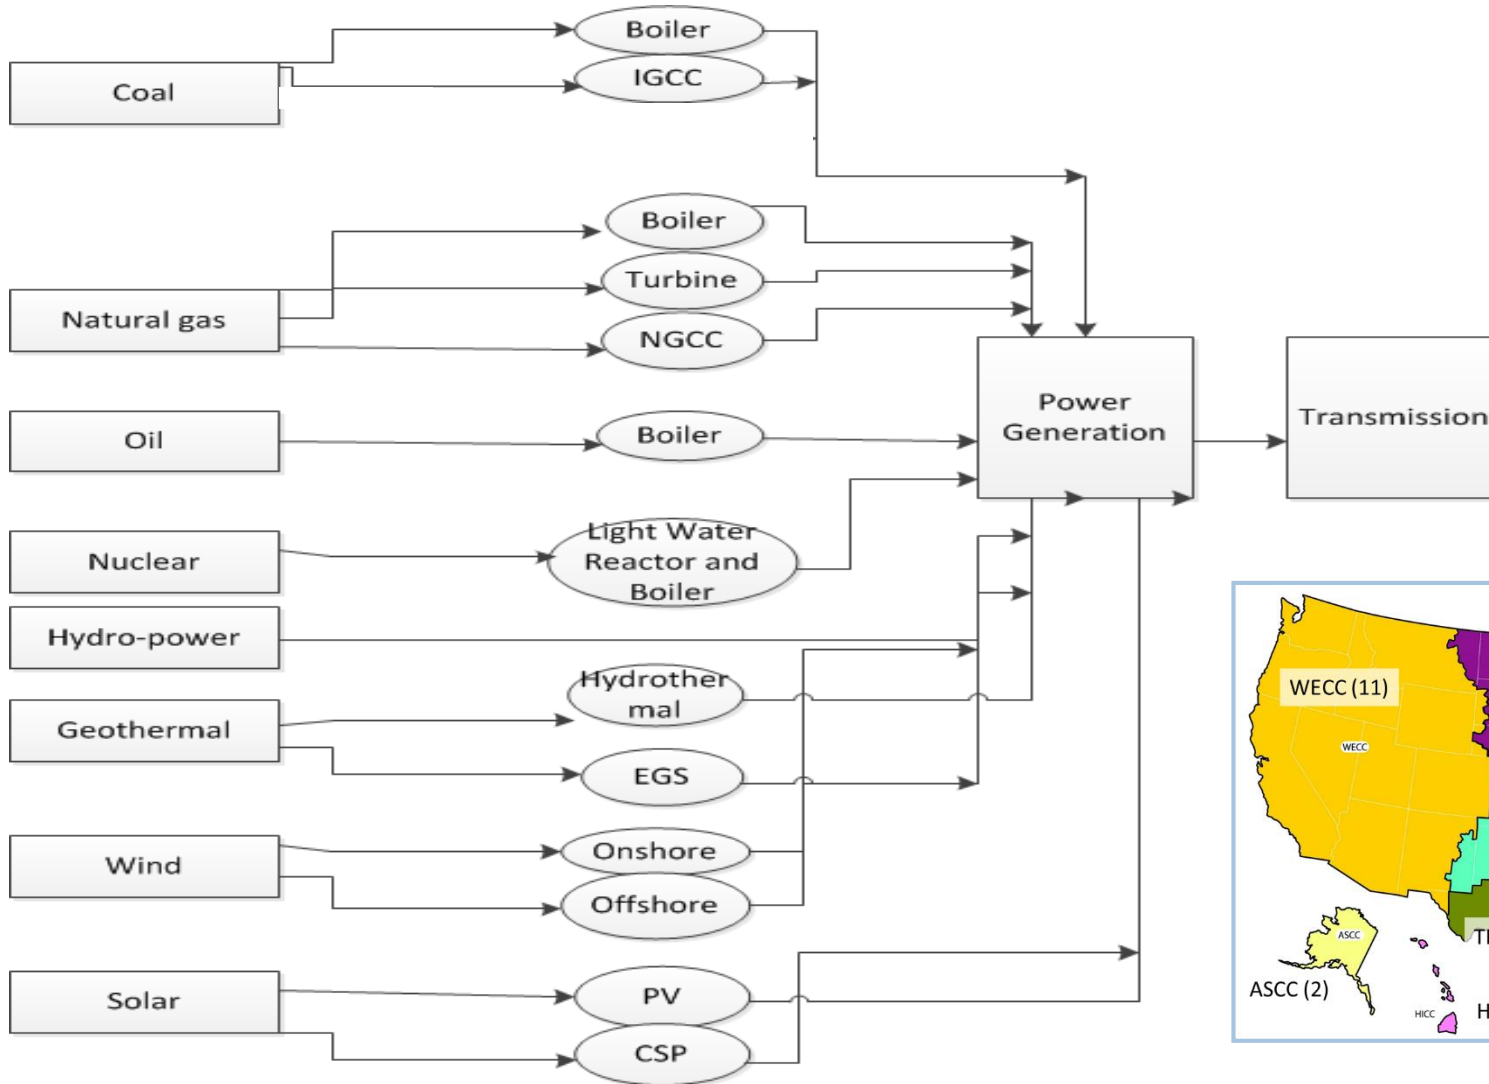 Boiler
IGCC
Coal
Boiler
Turbine
Natural gas
NGCC
Oil
Boiler
Power
Generation
Transmission
Nuclear
Light Water
Reactor and
Boiler
Hydro-power
Hydrother
mal
Geothermal
EGS
Wind
Onshore
Offshore
Solar
PV
CSP
WECC (11)
WECC
ASCC
ASCC (2)
HICC